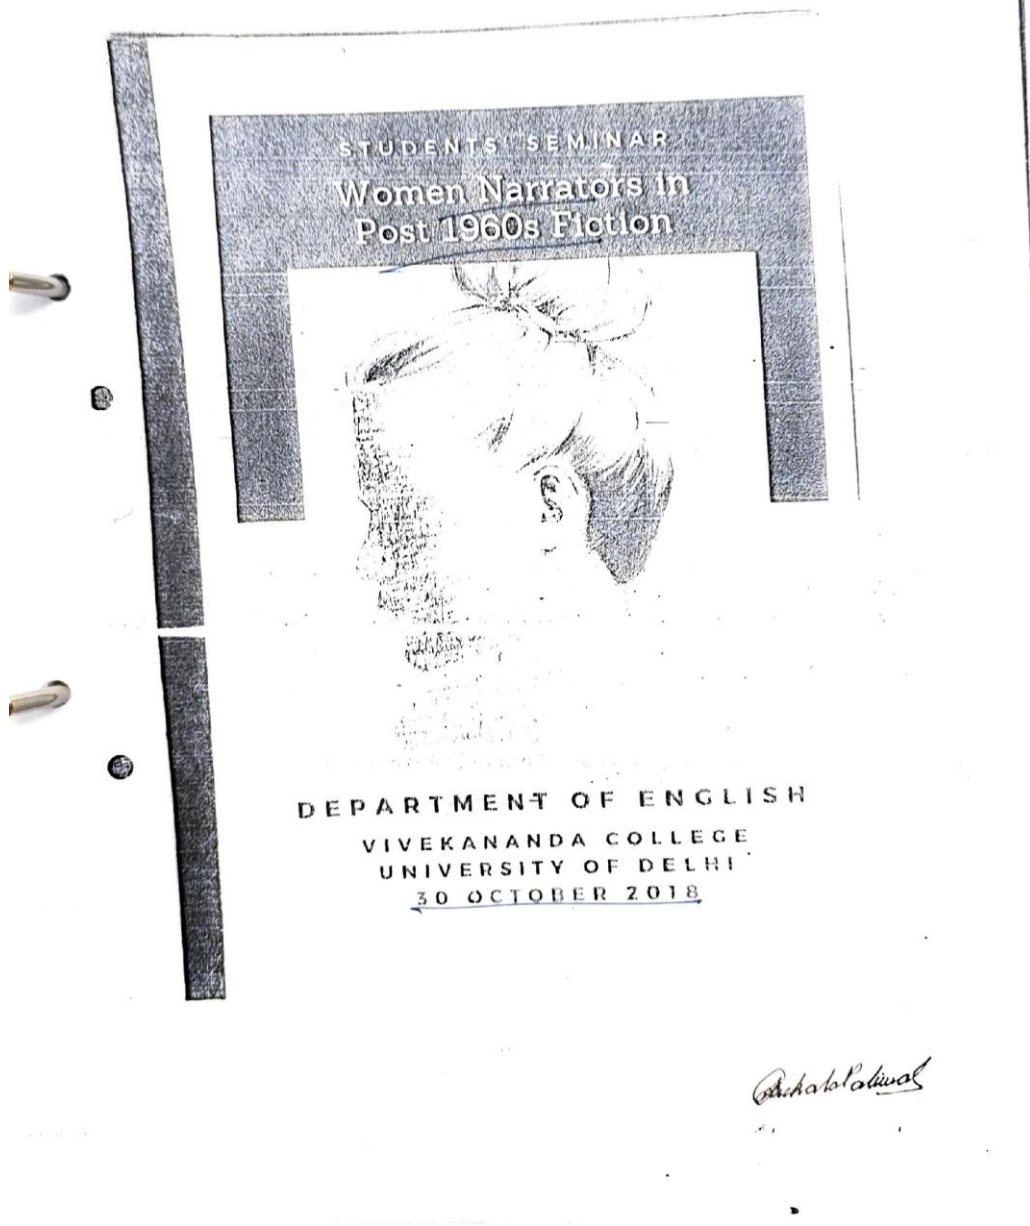 STUDENTS' SEMINAR
Women Narrators in
Post 1960s Fiction
DEPARTMENT OF ENGLISH
VIVEKANANDA COLLEGE
UNIVERSITY OF DELHI
30 OCTOBER 2018